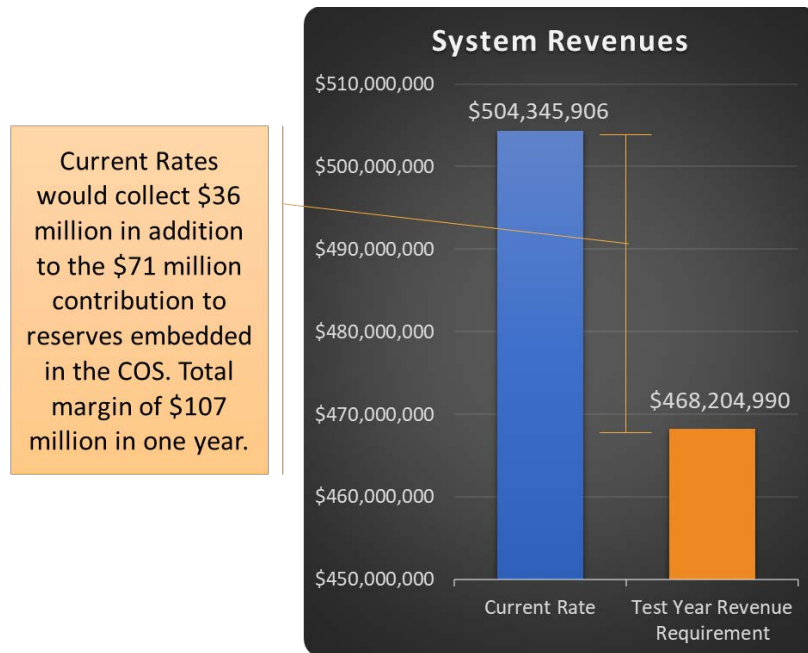 System Revenues
$510,000,000
$504,345,906
$500,000,000
$490,000,000
$480,000,000
$470,000,000
$468,204,990
$460,000,000
$450,000,000
Current Rate
Test Year Revenue
Requirement
Current Rates
would collect $36
million in addition
to the $71 million
contribution to
reserves embedded
in the COS. Total
margin of $107
million in one year.